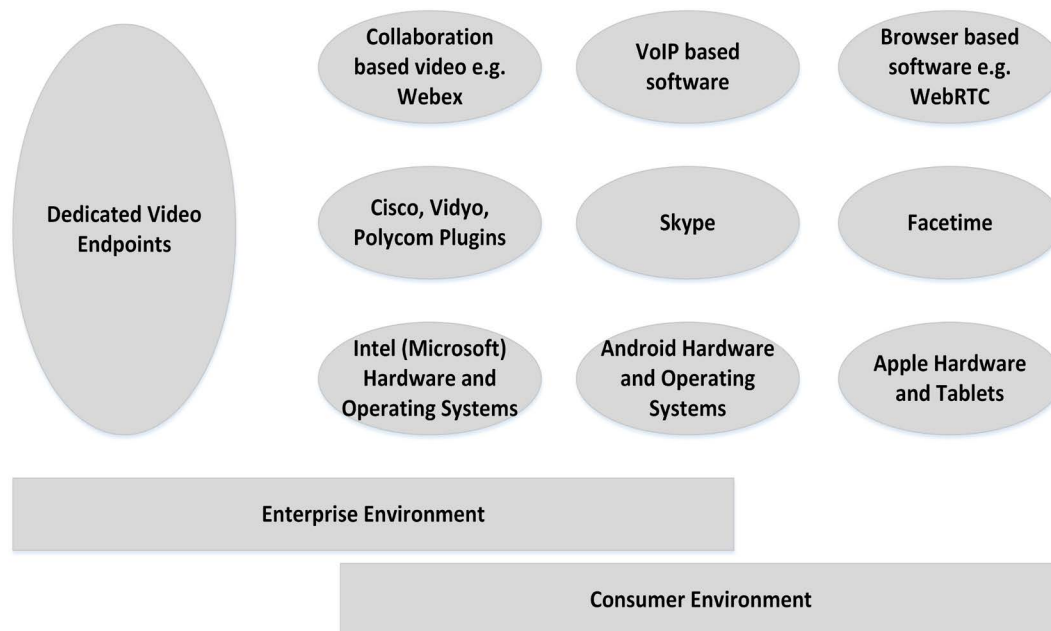 Dedicated Video
Endpoints
Collaboration
based video e.g.
Webex
VoIP based
software
Browser based
software e.g.
WebRTC
Cisco, Vidyo,
Polycom Plugins
Skype
Facetime
Intel (Microsoft)
Hardware and
Operating Systems
Android Hardware
and Operating
Systems
Apple Hardware
and Tablets
Enterprise Environment
Consumer Environment